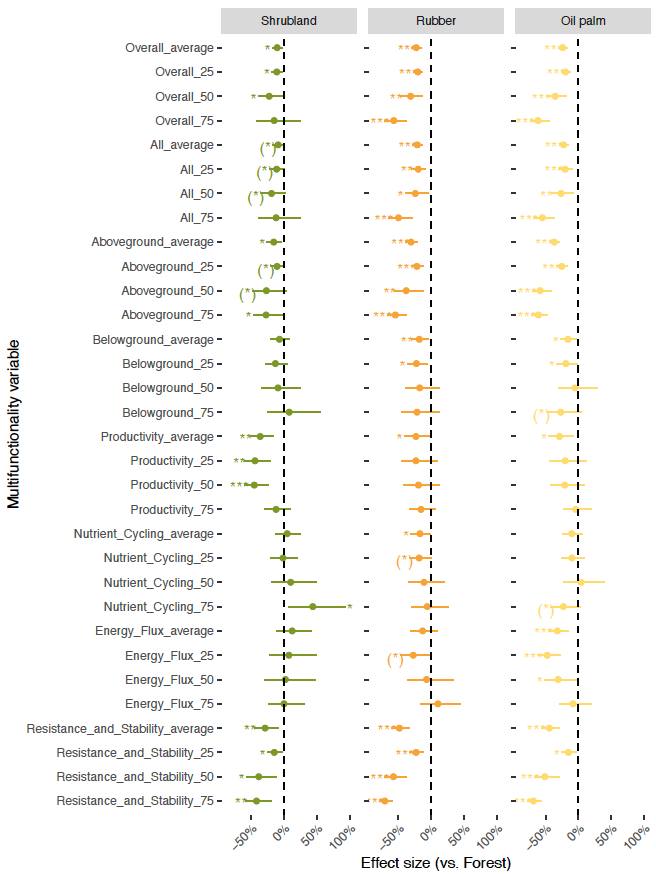 Shrubland Rubber Oil palm
Overall_average * ** **
Overall_25 * ** ***
Overall_50 * ** ***
Overall_75 *** ***
All_average (*) ** **
All_25 (*) ** ***
All_50 (*) * **
All_75 *** ***
Aboveground_average * *** ***
Aboveground_25 (*) ** **
Aboveground_50 (*) ** ***
Aboveground_75 * *** ***
Belowground_average ** *
Belowground_25 * *
Belowground_50
Belowground_75 (*)
Productivity_average ** * *
Productivity_25 **
Productivity_50 ***
Productivity_75
Nutrient_Cycling_average *
Nutrient_Cycling_25 (*)
Nutrient_Cycling_50
Nutrient_Cycling_75 * (*)
Energy_Flux_average ***
Energy_Flux_25 (*) ***
Energy_Flux_50 *
Energy_Flux_75
Resistance_and_Stability_average ** *** ***
Resistance_and_Stability_25 * *** *
Resistance_and_Stability_50 * *** ***
Resistance_and_Stability_75 ** *** ***
Multifunctionality variable
-50% 0% 50% 100% -50% 0% 50% 100% -50% 0% 50% 100%
Effect size (vs. Forest)